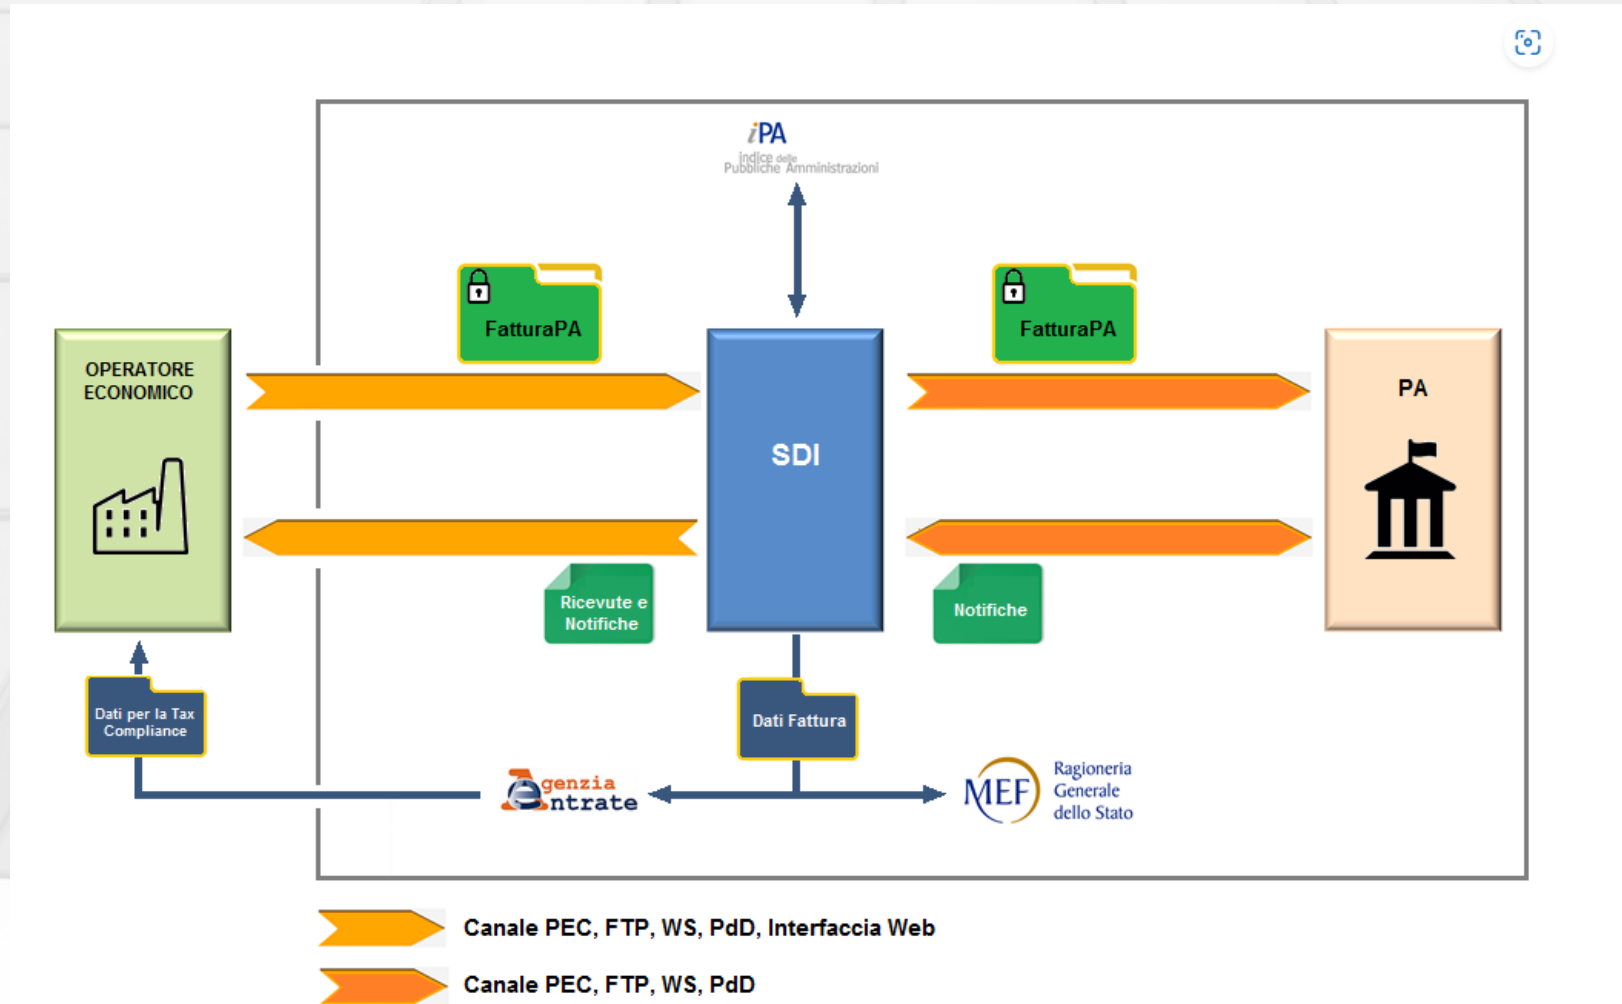 iPA
indice delle
Pubbliche Amministrazioni
FatturaPA
FatturaPA
OPERATORE
ECONOMICO
PA
SDI
Ricevute e
Notifiche
Notifiche
Dati per la Tax
Compliance
Dati Fattura
Agenzia
Entrate
MEF
Ragioneria
Generale
dello Stato
Canale PEC, FTP, WS, PdD, Interfaccia Web
Canale PEC, FTP, WS, PdD